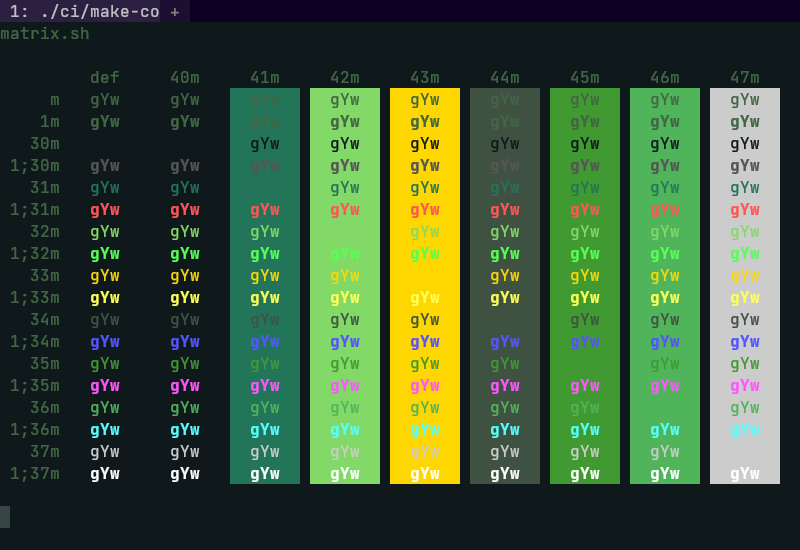 1: ./ci/make-co +
matrix.sh
def 40m 41m 42m 43m 44m 45m 46m 47m
m gYw gYw gYw gYw gYw gYw gYw gYw gYw
1m gYw gYw gYw gYw gYw gYw gYw gYw gYw
30m gYw gYw gYw gYw gYw gYw gYw
1;30m gYw gYw gYw gYw gYw gYw gYw gYw gYw
31m gYw gYw gYw gYw gYw gYw gYw gYw
1;31m gYw gYw gYw gYw gYw gYw gYw gYw gYw
32m gYw gYw gYw gYw gYw gYw gYw gYw
1;32m gYw gYw gYw gYw gYw gYw gYw gYw gYw
33m gYw gYw gYw gYw gYw gYw gYw gYw
1;33m gYw gYw gYw gYw gYw gYw gYw gYw gYw
34m gYw gYw gYw gYw gYw gYw gYw gYw
1;34m gYw gYw gYw gYw gYw gYw gYw gYw gYw
35m gYw gYw gYw gYw gYw gYw gYw gYw
1;35m gYw gYw gYw gYw gYw gYw gYw gYw gYw
36m gYw gYw gYw gYw gYw gYw gYw gYw
1;36m gYw gYw gYw gYw gYw gYw gYw gYw gYw
37m gYw gYw gYw gYw gYw gYw gYw gYw
1;37m gYw gYw gYw gYw gYw gYw gYw gYw gYw